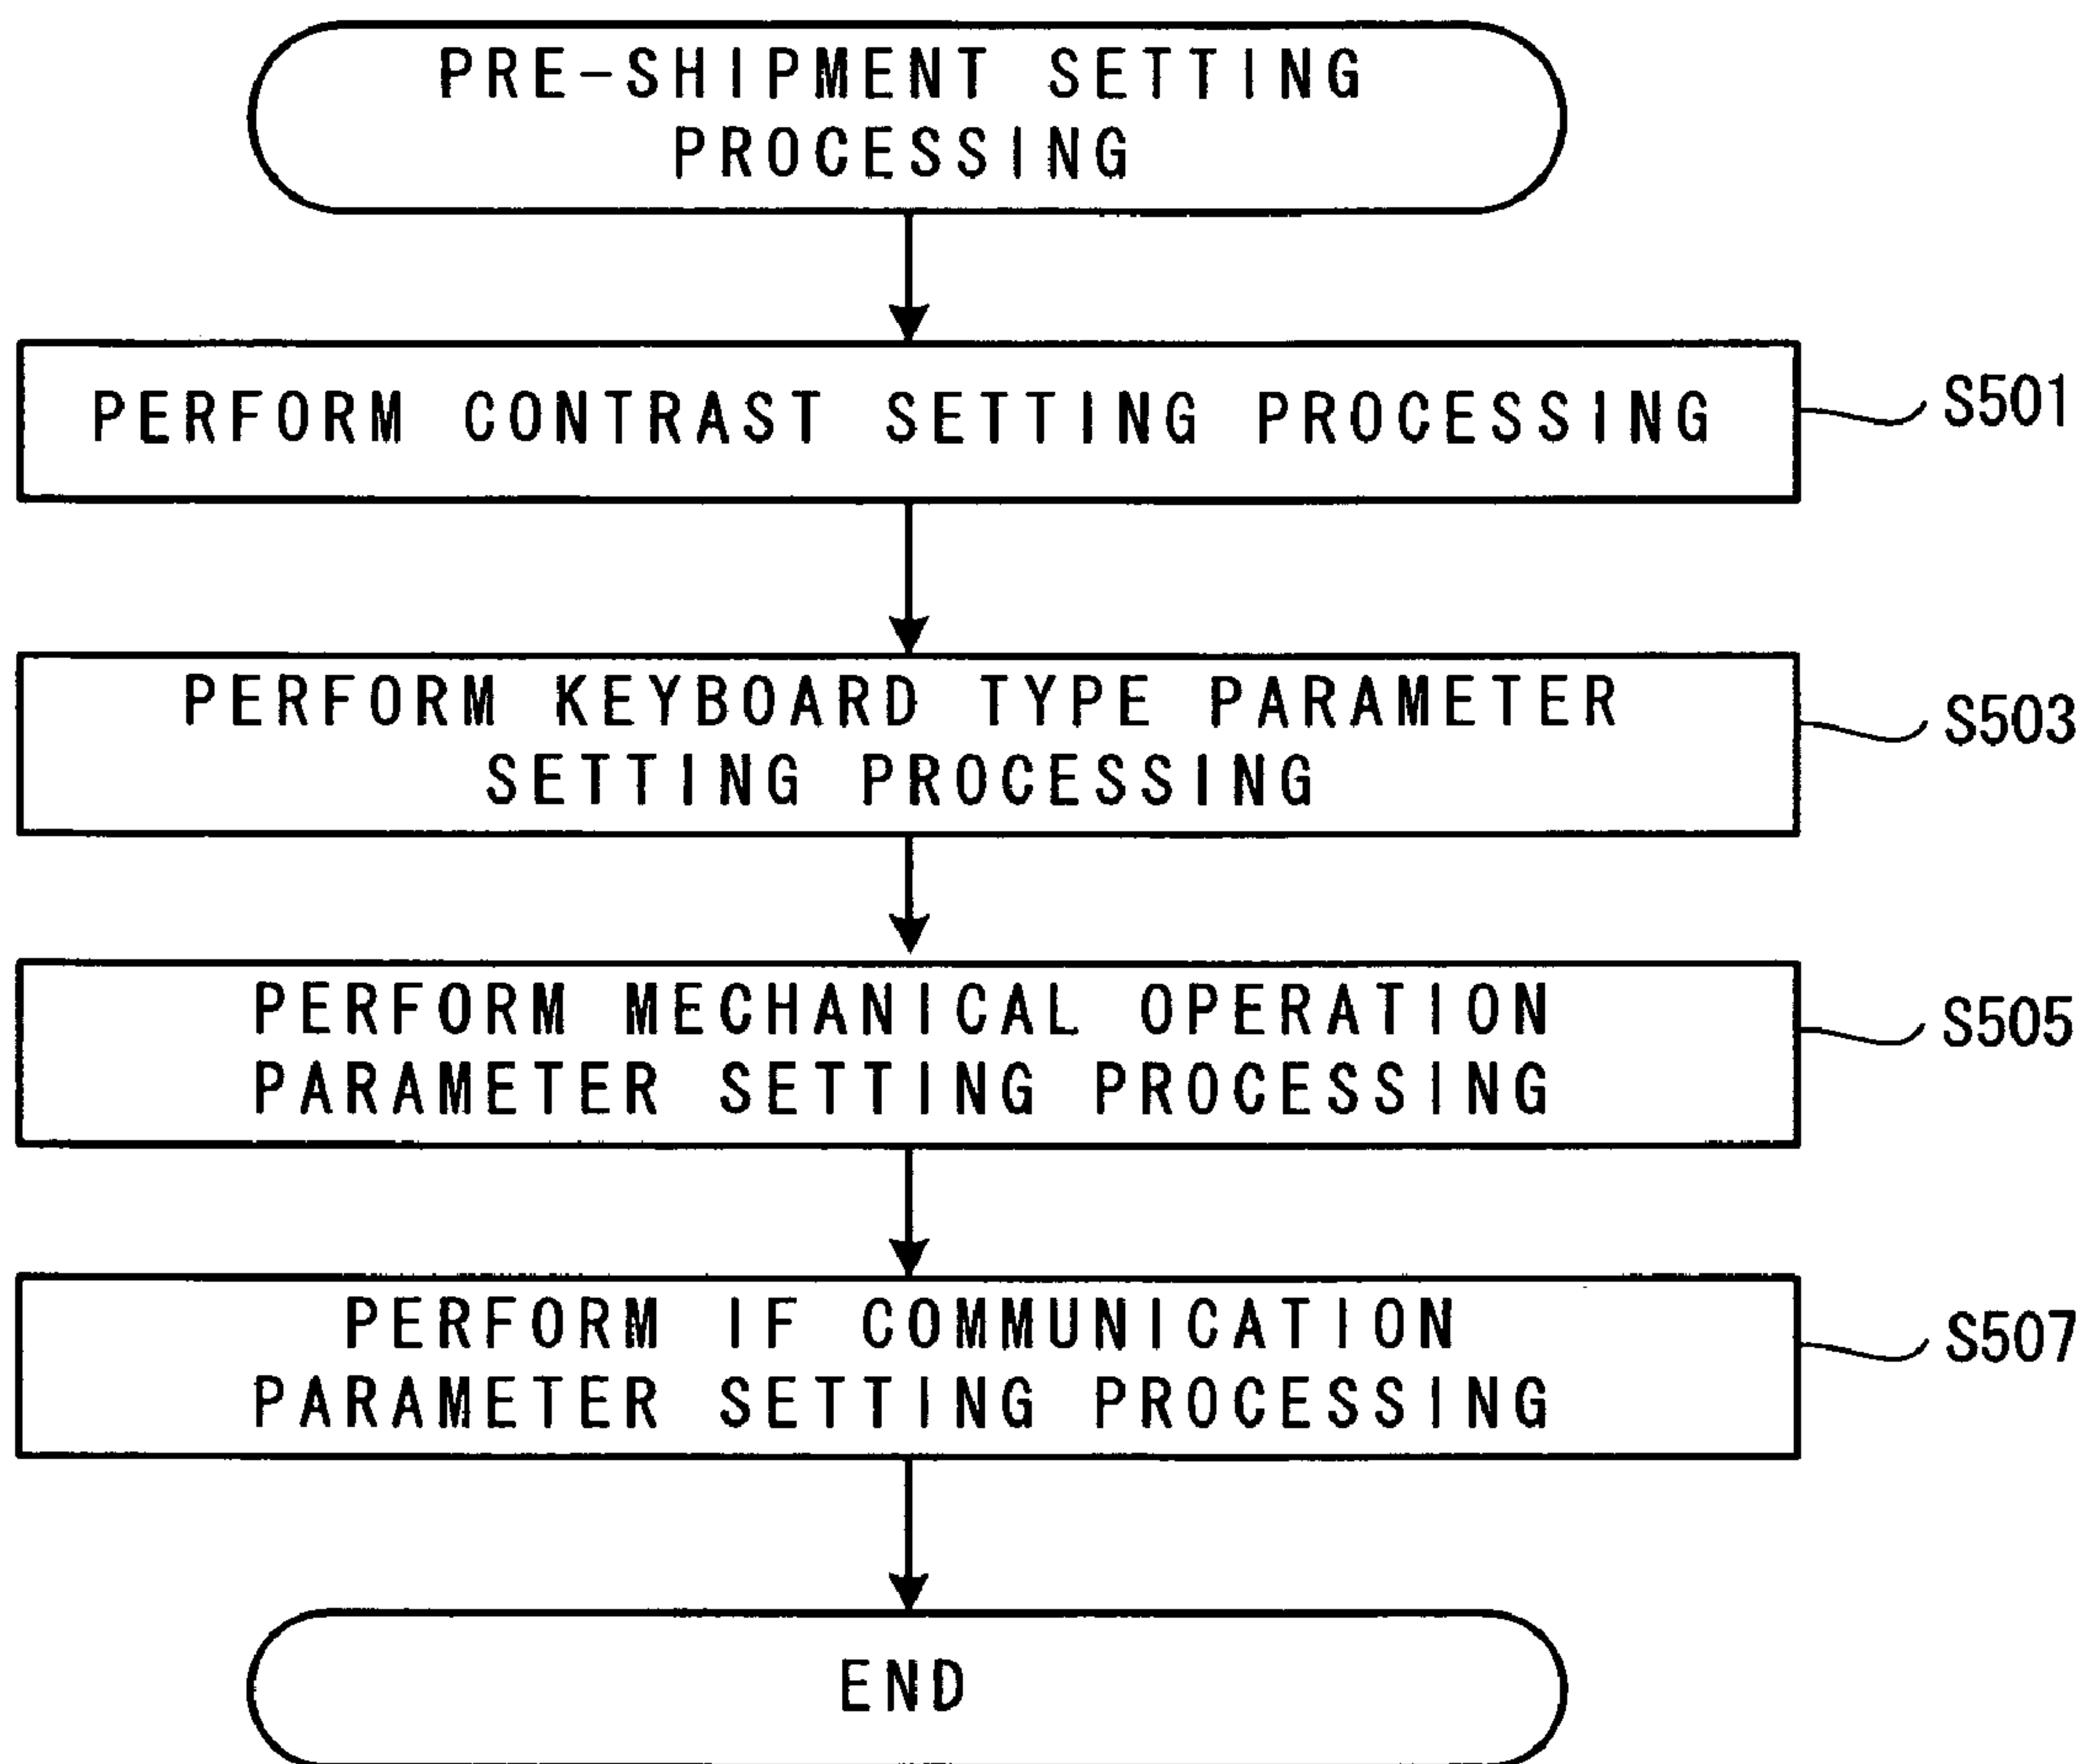 PRE-SHIPMENT SETTING
PROCESSING
PERFORM CONTRAST SETTING PROCESSING
S501
PERFORM KEYBOARD TYPE PARAMETER
SETTING PROCESSING
S503
PERFORM MECHANICAL OPERATION
PARAMETER SETTING PROCESSING
S505
PERFORM IF COMMUNICATION
PARAMETER SETTING PROCESSING
S507
END